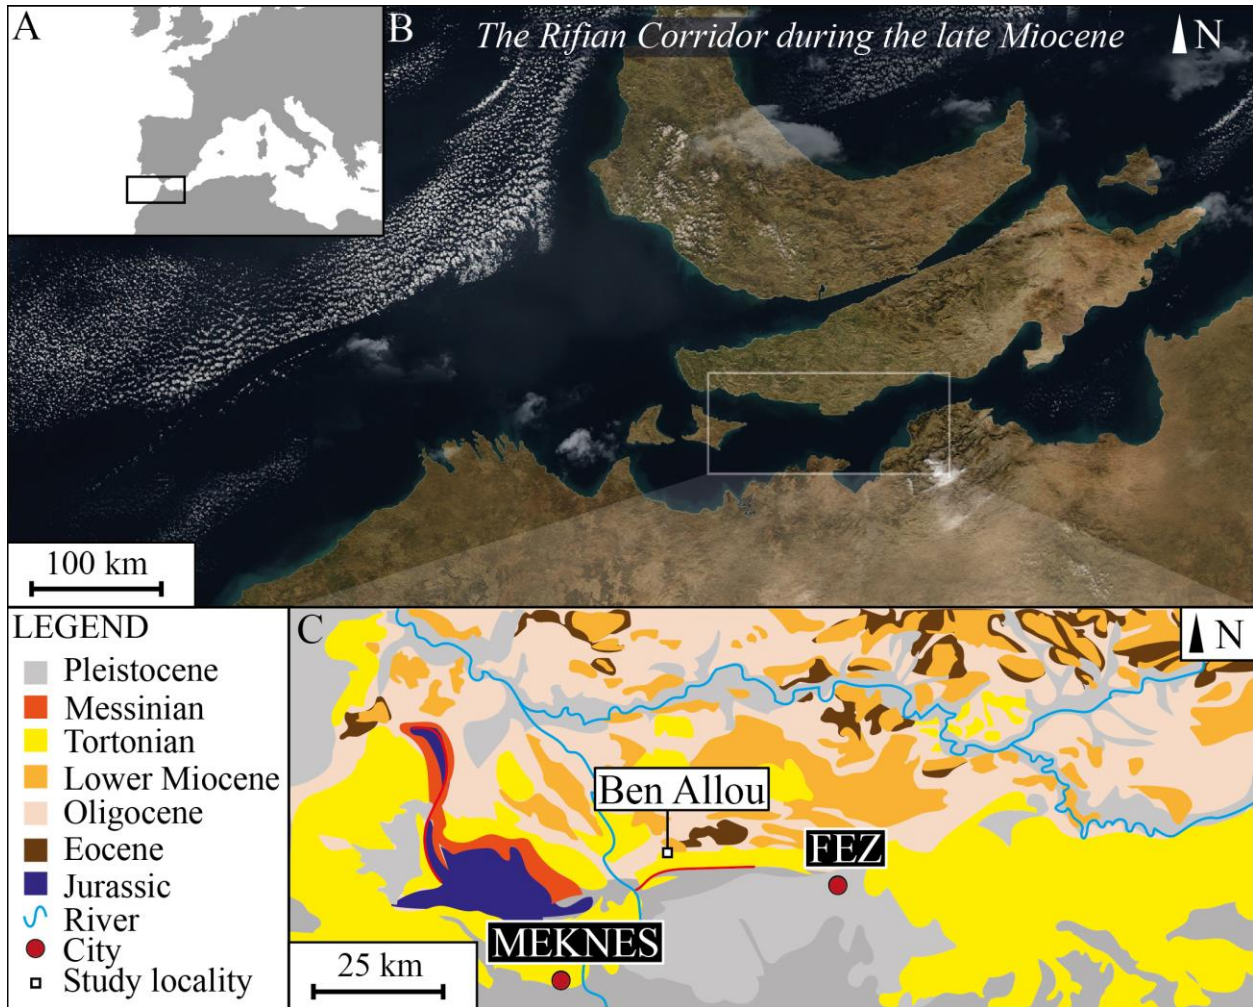 A
B
The Rifian Corridor during the late Miocene
N
100 km
LEGEND
Pleistocene
Messinian
Tortonian
Lower Miocene
Oligocene
Eocene
Jurassic
River
City
Study locality
C
N
Ben Allou
FEZ
MEKNES
25 km